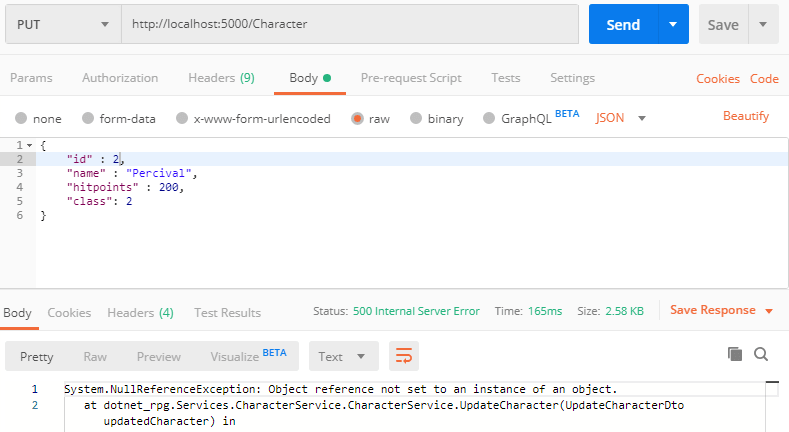 PUT http://localhost:5000/Character Send Save
Params Authorization Headers (9) Body Pre-request Script Tests Settings Cookies Code
none form-data x-www-form-urlencoded raw binary GraphQL BETA JSON Beautify
1 {
2 "id" : 2,
3 "name" : "Percival",
4 "hitpoints" : 200,
5 "class": 2
6 }
Body Cookies Headers (4) Test Results Status: 500 Internal Server Error Time: 165ms Size: 2.58 KB Save Response
Pretty Raw Preview Visualize BETA Text
1 System.NullReferenceException: Object reference not set to an instance of an object.
2 at dotnet_rpg.Services.CharacterService.CharacterService.UpdateCharacter(UpdateCharacterDto
updatedCharacter) in